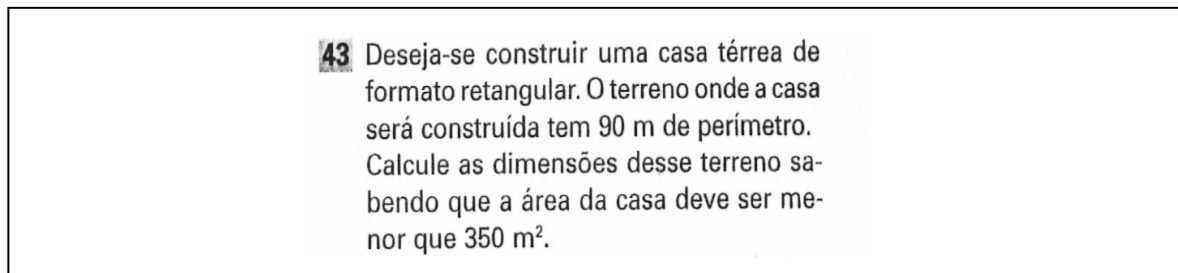 43 Deseja-se construir uma casa térrea de
formato retangular. O terreno onde a casa
será construída tem 90 m de perímetro.
Calcule as dimensões desse terreno sa-
bendo que a área da casa deve ser me-
nor que 350 m².